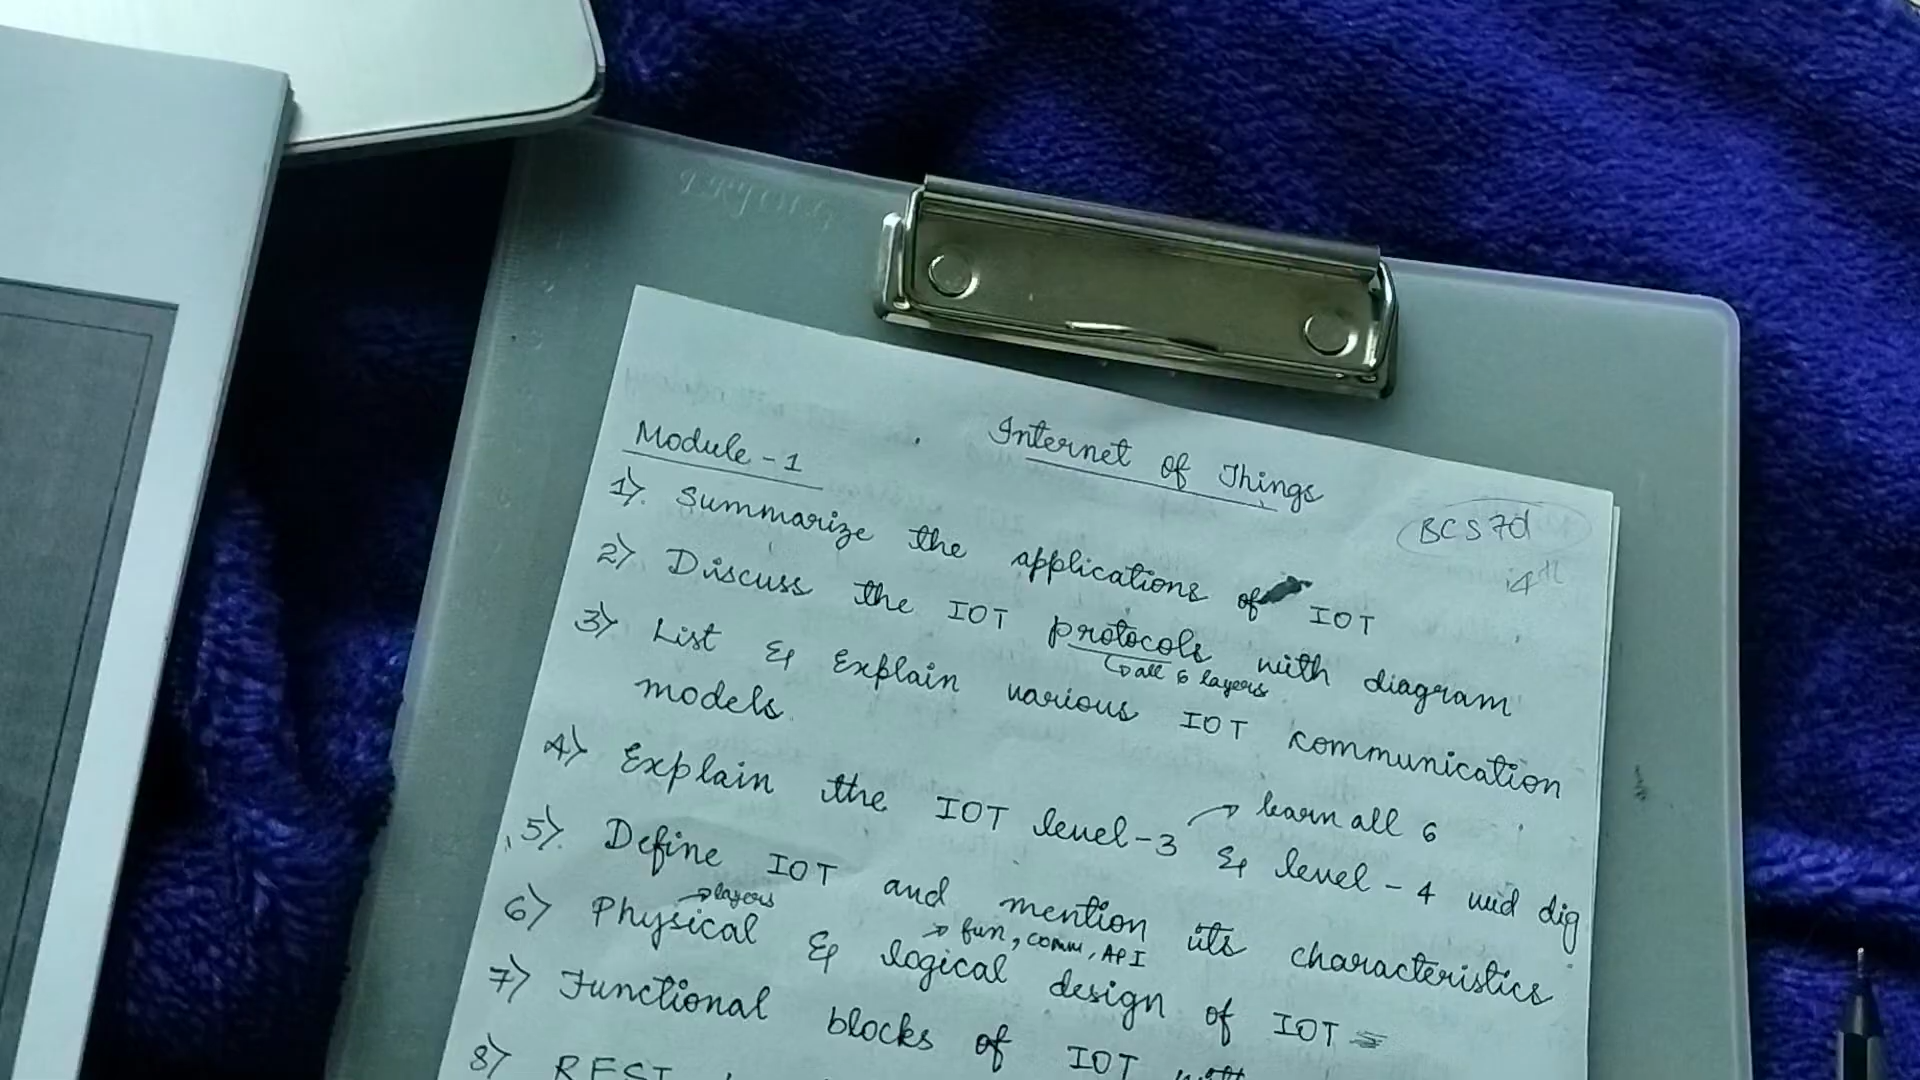 Internet of Things
Module - 1
BCS7d
1). Summarize the applications of IOT
2) Discuss the IOT protocols with diagram
↳ all 6 layers
3) List & Explain various IOT communication
models.
4) Explain the IOT level-3 & level - 4 wid dig
→ learn all 6
5). Define IOT and mention its characteristics
6) Physical & logical design of IOT
→ layers
→ fun, comm, API
7) Functional blocks of IOT with
8) REST